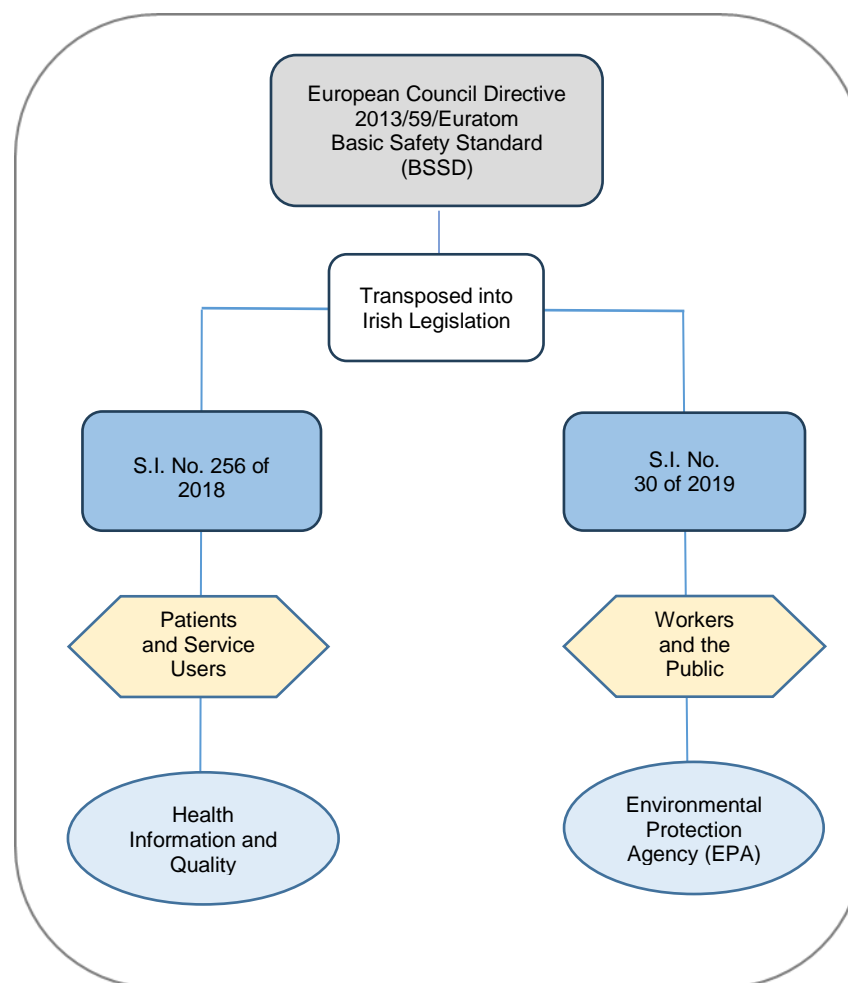 European Council Directive
2013/59/Euratom
Basic Safety Standard
(BSSD)
Transposed into
Irish Legislation
S.I. No. 256 of
2018
S.I. No.
30 of 2019
Patients
and Service
Users
Workers
and the
Public
Health
Information and
Quality
Environmental
Protection
Agency (EPA)